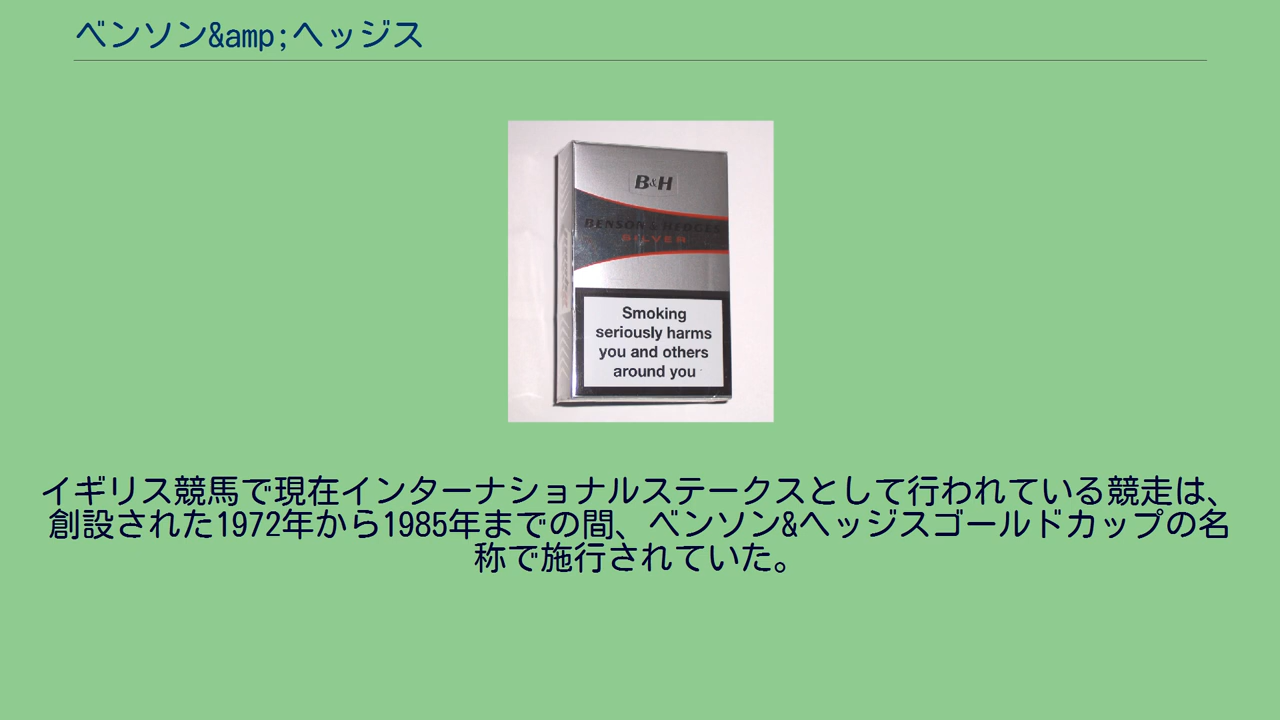 ベンソン&amp;ヘッジス
B&H
BENSON & HEDGES
SILVER
Smoking
seriously harms
you and others
around you
イギリス競馬で現在インターナショナルステークスとして行われている競走は、
創設された1972年から1985年までの間、ベンソン&ヘッジスゴールドカップの名
称で施行されていた。